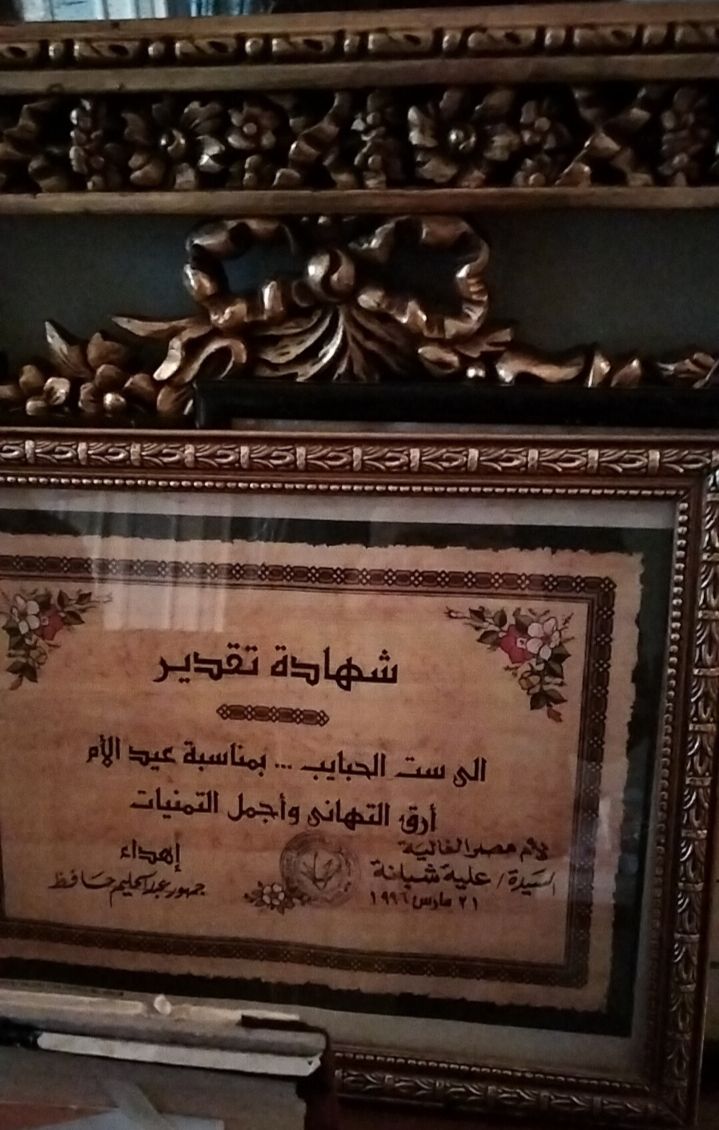 شهادة تقدير
الى ست الحبايب ... بمناسبة عيد الأم
أرق التهانى وأجمل التمنيات
لأم مصر الغالية
السيدة / علية شبانة
٢١ مارس ١٩٩٦
إهداء
جمهور عبد الحليم حافظ